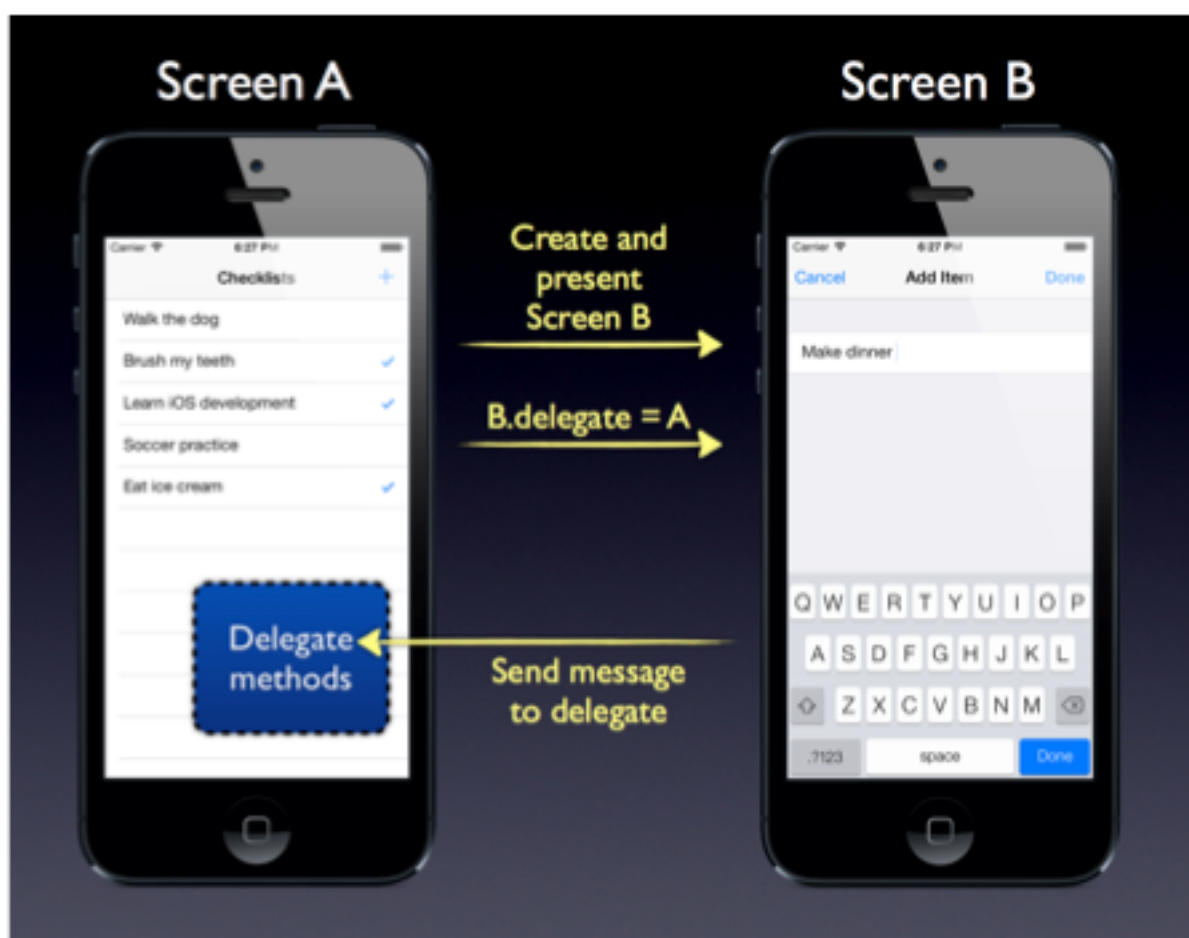 Screen A
Screen B
Carrier 6:27 PM
Checklists +
Walk the dog
Brush my teeth
Learn iOS development
Soccer practice
Eat ice cream
Delegate
methods
Create and
present
Screen B
B.delegate = A
Send message
to delegate
Carrier 6:27 PM
Cancel Add Item Done
Make dinner
Q W E R T Y U I O P
A S D F G H J K L
Z X C V B N M
.?123 space Done